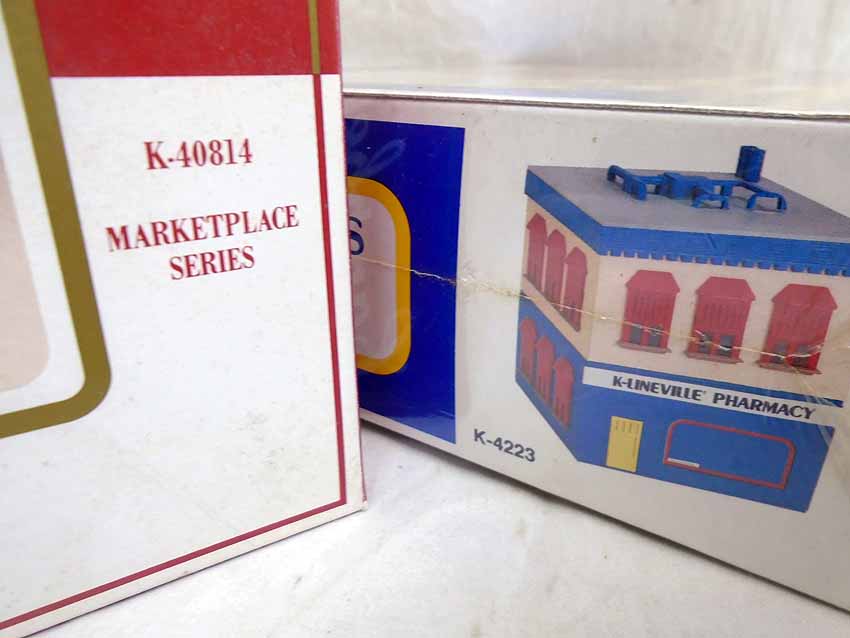 K-40814
MARKETPLACE
SERIES
S
K-LINEVILLE' PHARMACY
K-4223